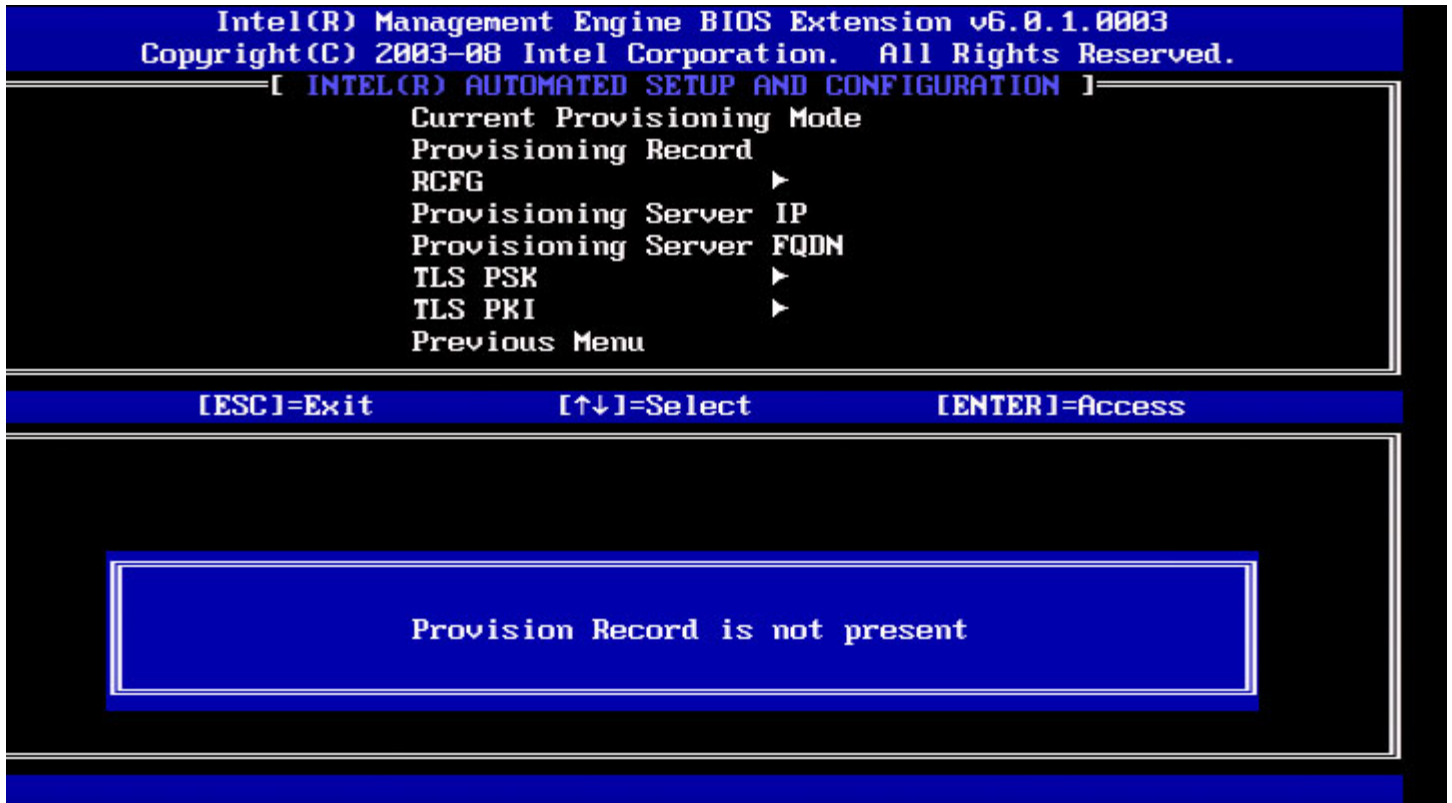 Intel(R) Management Engine BIOS Extension v6.0.1.0003
Copyright(C) 2003-08 Intel Corporation. All Rights Reserved.
[ INTEL(R) AUTOMATED SETUP AND CONFIGURATION ]
Current Provisioning Mode
Provisioning Record
RCFG ►
Provisioning Server IP
Provisioning Server FQDN
TLS PSK ►
TLS PKI ►
Previous Menu
[ESC]=Exit [↑↓]=Select [ENTER]=Access
Provision Record is not present